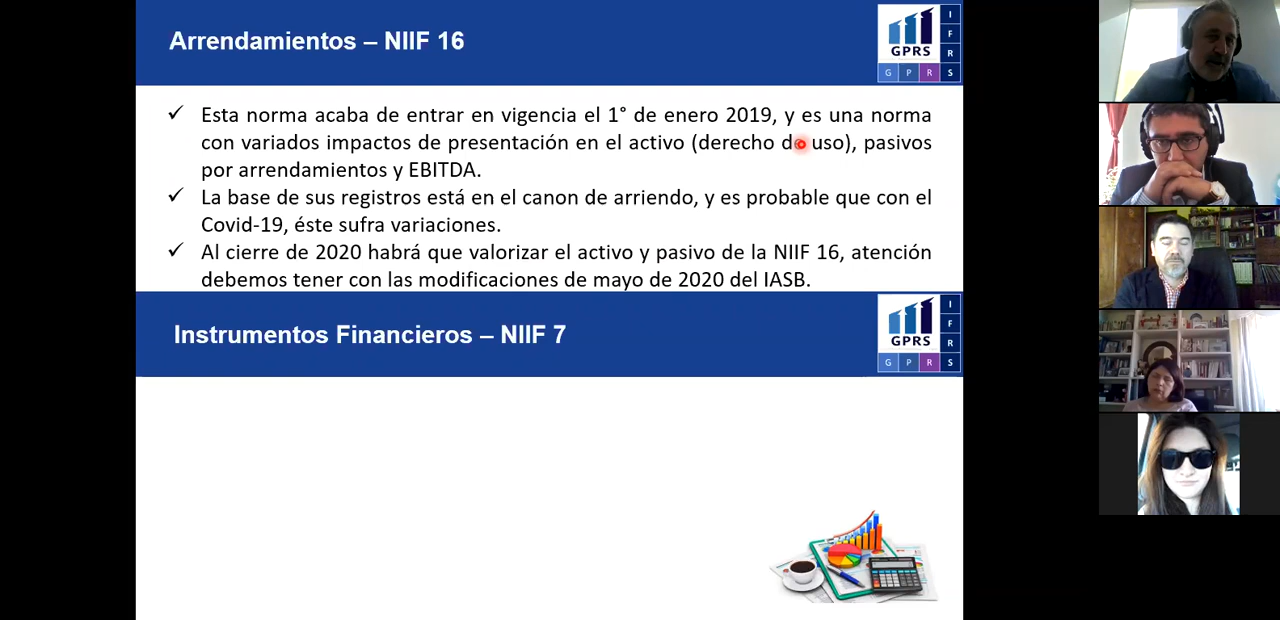 Arrendamientos – NIIF 16
GPRS
I
F
R
G P R S
✓ Esta norma acaba de entrar en vigencia el 1° de enero 2019, y es una norma
con variados impactos de presentación en el activo (derecho de uso), pasivos
por arrendamientos y EBITDA.
✓ La base de sus registros está en el canon de arriendo, y es probable que con el
Covid-19, éste sufra variaciones.
✓ Al cierre de 2020 habrá que valorizar el activo y pasivo de la NIIF 16, atención
debemos tener con las modificaciones de mayo de 2020 del IASB.
Instrumentos Financieros – NIIF 7
GPRS
I
F
R
G P R S